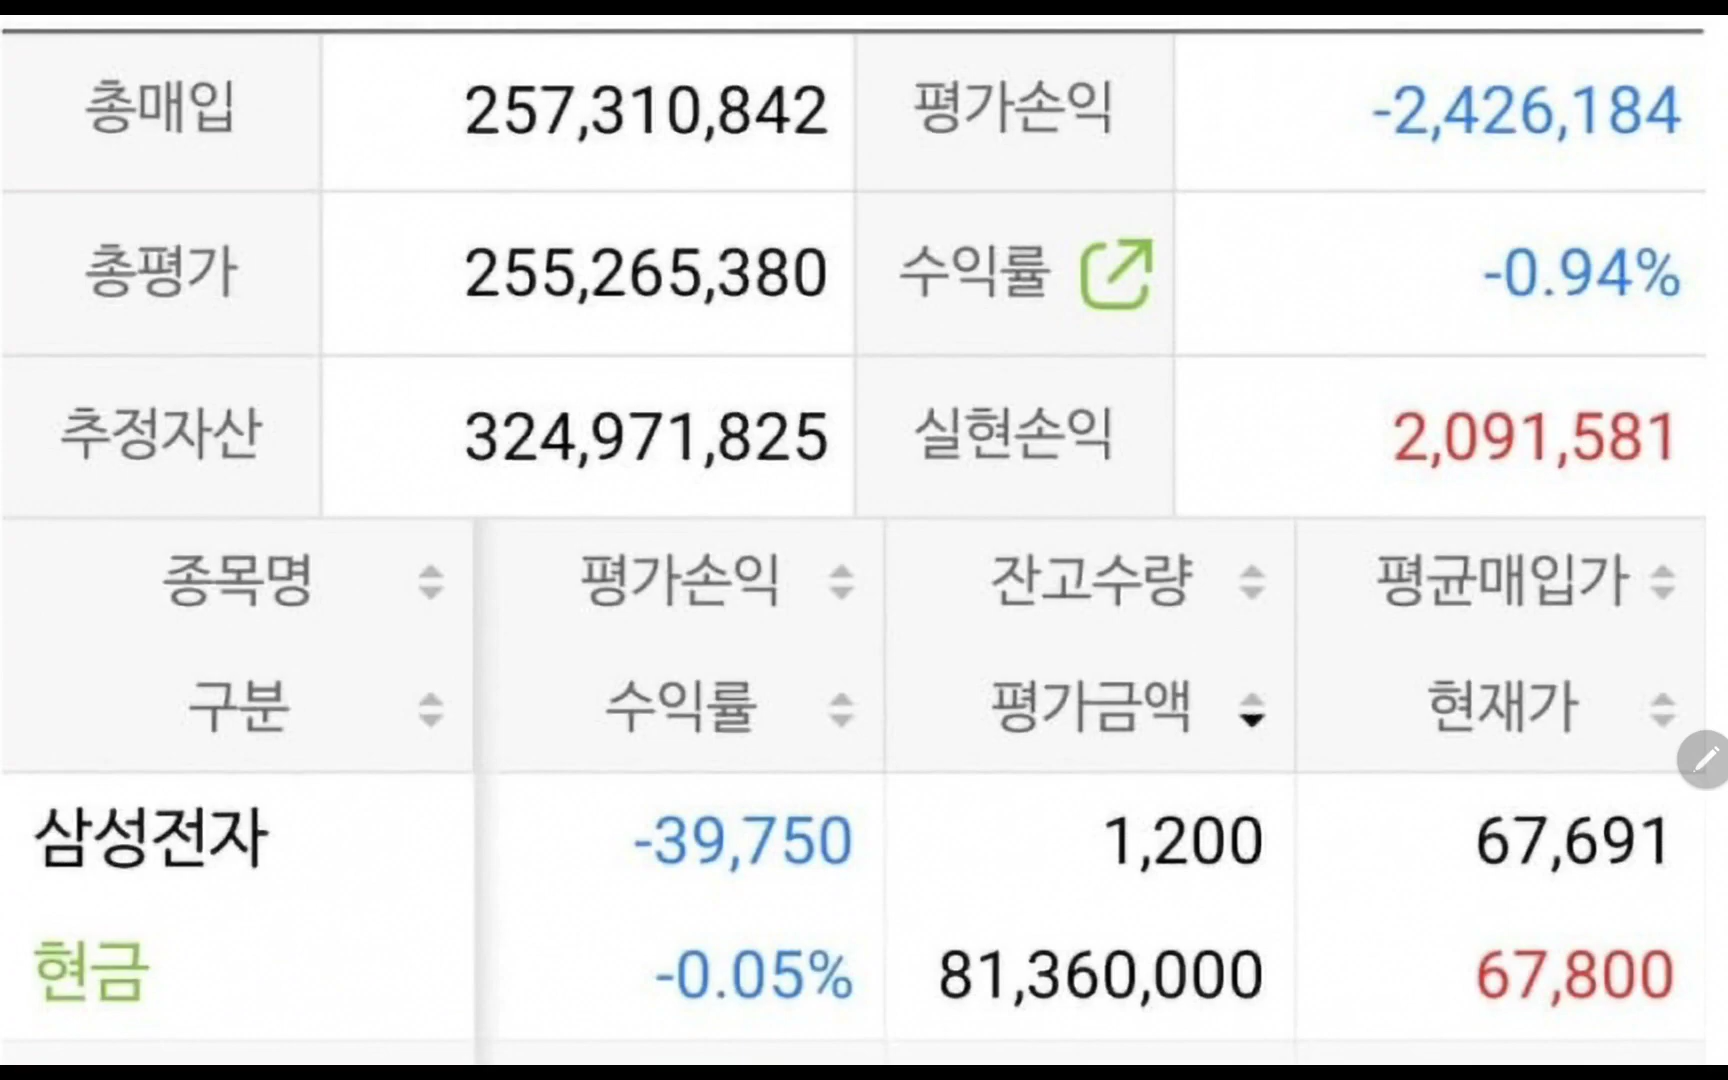 총매입 257,310,842 평가손익 -2,426,184
총평가 255,265,380 수익률 -0.94%
추정자산 324,971,825 실현손익 2,091,581
종목명 평가손익 잔고수량 평균매입가
구분 수익률 평가금액 현재가
삼성전자 -39,750 1,200 67,691
현금 -0.05% 81,360,000 67,800